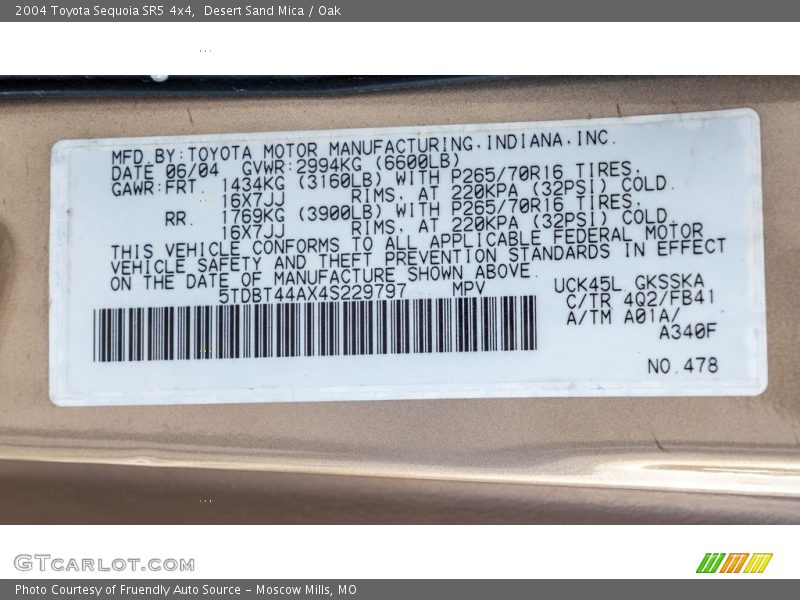 2004 Toyota Sequoia SR5 4x4, Desert Sand Mica / Oak
MFD. BY: TOYOTA MOTOR MANUFACTURING, INDIANA, INC.
DATE 06/04 GVWR: 2994KG (6600LB)
GAWR: FRT. 1434KG (3160LB) WITH P265/70R16 TIRES,
16X7JJ RIMS, AT 220KPA (32PSI) COLD.
RR. 1769KG (3900LB) WITH P265/70R16 TIRES,
16X7JJ RIMS, AT 220KPA (32PSI) COLD.
THIS VEHICLE CONFORMS TO ALL APPLICABLE FEDERAL MOTOR
VEHICLE SAFETY AND THEFT PREVENTION STANDARDS IN EFFECT
ON THE DATE OF MANUFACTURE SHOWN ABOVE.
5TDBT44AX4S229797 MPV
UCK45L GKSSKA
C/TR 4Q2/FB41
A/TM A01A/
A340F
NO. 478
GTCARLOT.COM
Photo Courtesy of Fruendly Auto Source - Moscow Mills, MO